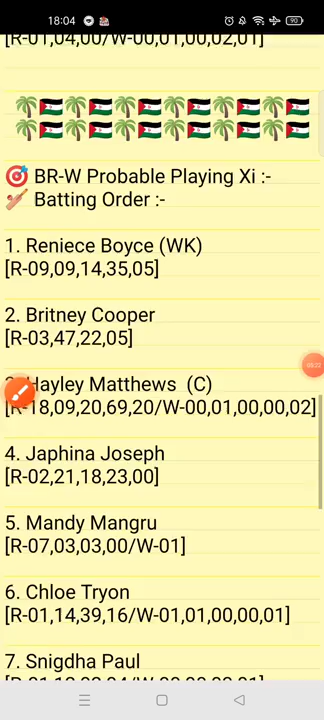 18:04
90
[R-01,04,00/W-00,01,00,02,01]
🌴🇪🇭🌴🇪🇭🌴🇪🇭🌴🇪🇭🌴🇪🇭🌴🇪🇭
🌴🇪🇭🌴🇪🇭🌴🇪🇭🌴🇪🇭🌴🇪🇭🌴🇪🇭
🎯 BR-W Probable Playing Xi :-
🏏 Batting Order :-
1. Reniece Boyce (WK)
[R-09,09,14,35,05]
2. Britney Cooper
[R-03,47,22,05]
05:22
Hayley Matthews (C)
[R-18,09,20,69,20/W-00,01,00,00,02]
4. Japhina Joseph
[R-02,21,18,23,00]
5. Mandy Mangru
[R-07,03,03,00/W-01]
6. Chloe Tryon
[R-01,14,39,16/W-01,01,00,00,01]
7. Snigdha Paul